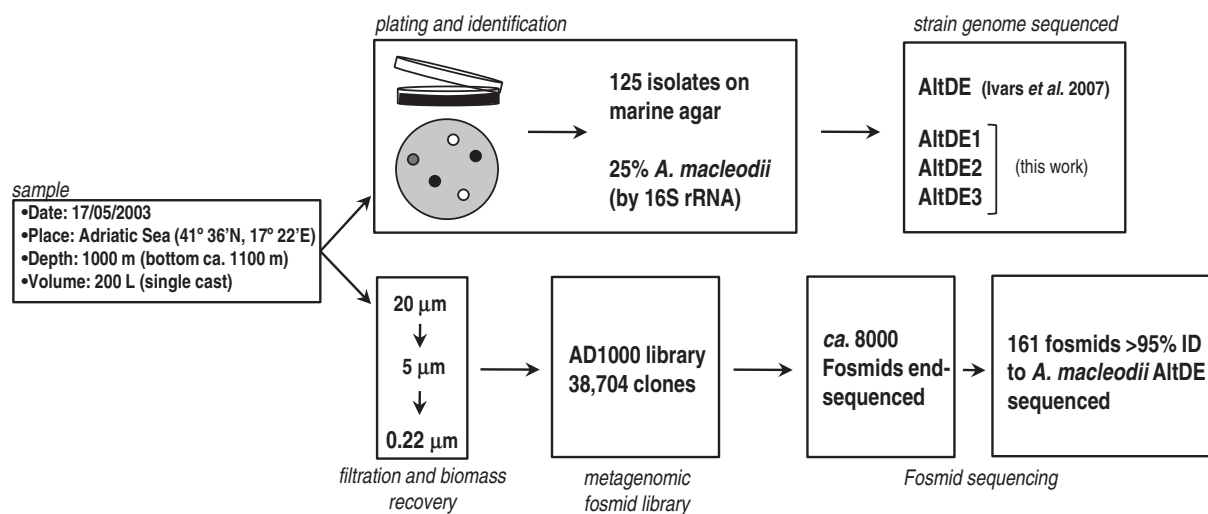 plating and identification
strain genome sequenced
125 isolates on
marine agar
25% A. macleodii
(by 16S rRNA)
AltDE (Ivars et al. 2007)
AltDE1
AltDE2
AltDE3
(this work)
sample
•Date: 17/05/2003
•Place: Adriatic Sea (41º 36’N, 17º 22’E)
•Depth: 1000 m (bottom ca. 1100 m)
•Volume: 200 L (single cast)
20 μm
5 μm
0.22 μm
filtration and biomass
recovery
AD1000 library
38,704 clones
metagenomic
fosmid library
ca. 8000
Fosmids end-
sequenced
161 fosmids >95% ID
to A. macleodii AltDE
sequenced
Fosmid sequencing